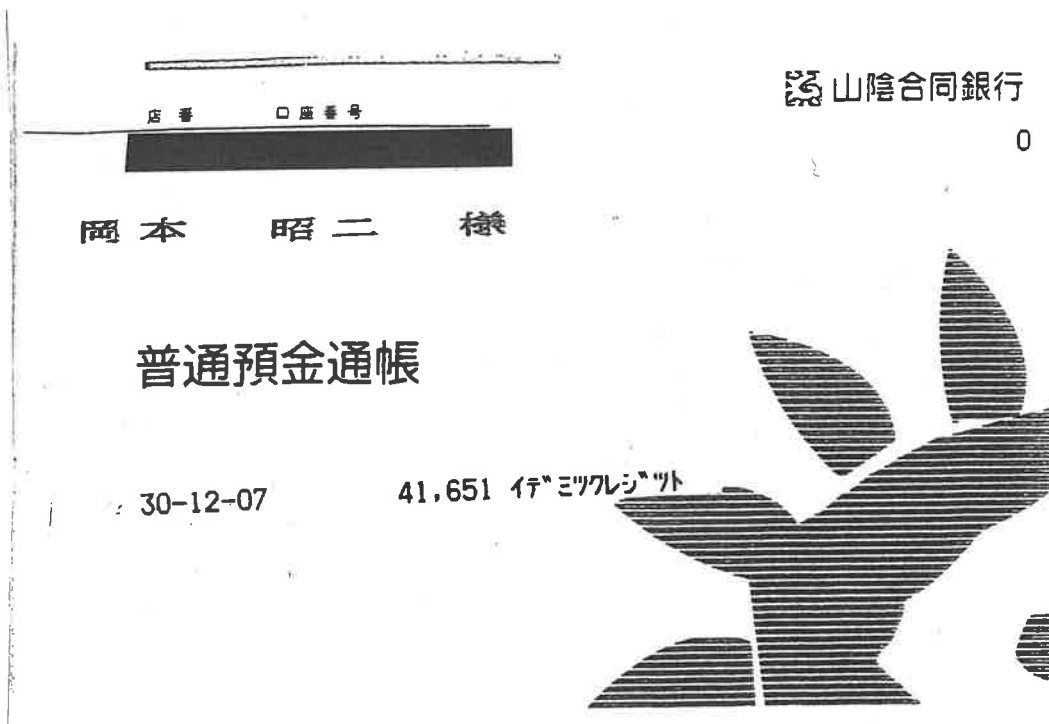 山陰合同銀行
0
店番 口座番号
岡本 昭二 様
普通預金通帳
30-12-07 41,651 イデミツクレジツト